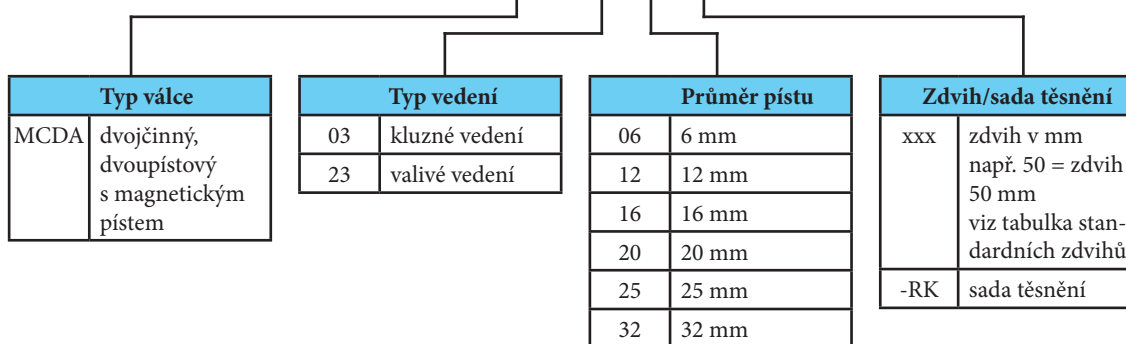 Typ válce
MCDA dvojčinný,
dvoupístový
s magnetickým
pístem
Typ vedení
03 kluzné vedení
23 valivé vedení
Průměr pístu
06 6 mm
12 12 mm
16 16 mm
20 20 mm
25 25 mm
32 32 mm
Zdvih/sada těsnění
xxx zdvih v mm
např. 50 = zdvih
50 mm
viz tabulka stan-
dardních zdvihů
-RK sada těsnění